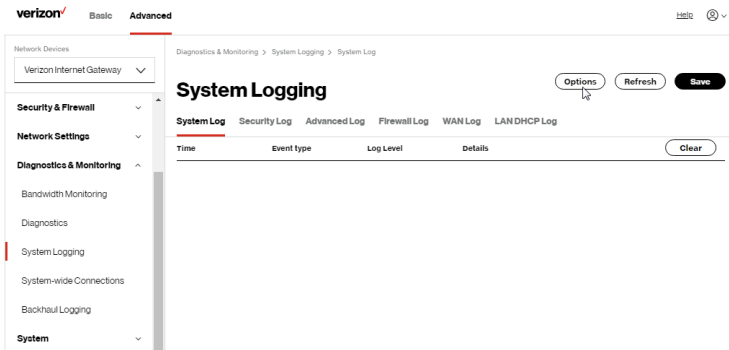 verizon
Basic Advanced Help
Network Devices
Verizon Internet Gateway
Diagnostics & Monitoring > System Logging > System Log
System Logging
Options Refresh Save
Security & Firewall
Network Settings
Diagnostics & Monitoring
Bandwidth Monitoring
Diagnostics
System Logging
System-wide Connections
Backhaul Logging
System
System Log Security Log Advanced Log Firewall Log WAN Log LAN DHCP Log
Time Event type Log Level Details Clear